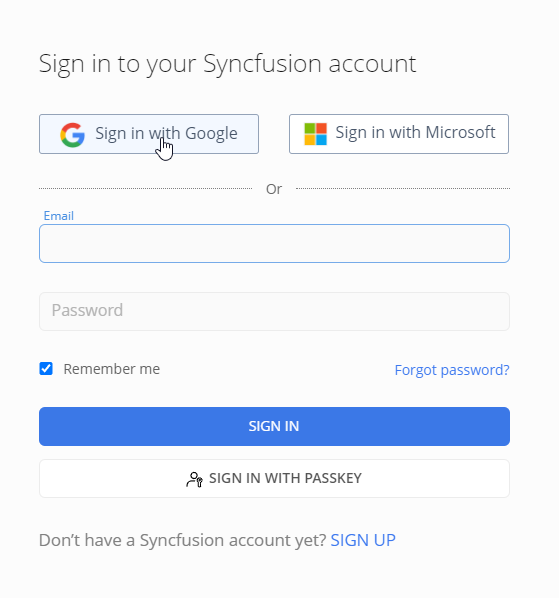 Sign in to your Syncfusion account
Sign in with Google
Sign in with Microsoft
Or
Email
Password
Remember me
Forgot password?
SIGN IN
SIGN IN WITH PASSKEY
Don’t have a Syncfusion account yet? SIGN UP